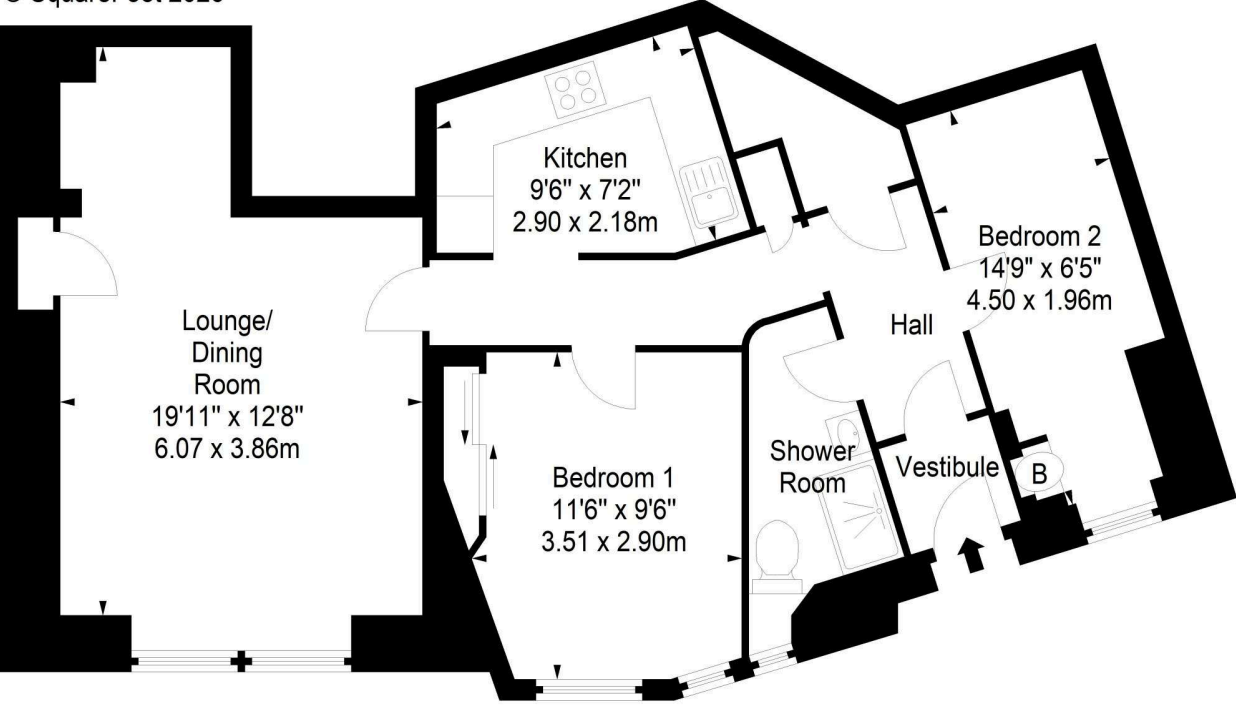 © Squarefoot 2020
Kitchen
9'6" x 7'2"
2.90 x 2.18m
Bedroom 2
14'9" x 6'5"
4.50 x 1.96m
Lounge/
Dining
Room
19'11" x 12'8"
6.07 x 3.86m
Hall
Shower
Room
Vestibule
B
Bedroom 1
11'6" x 9'6"
3.51 x 2.90m